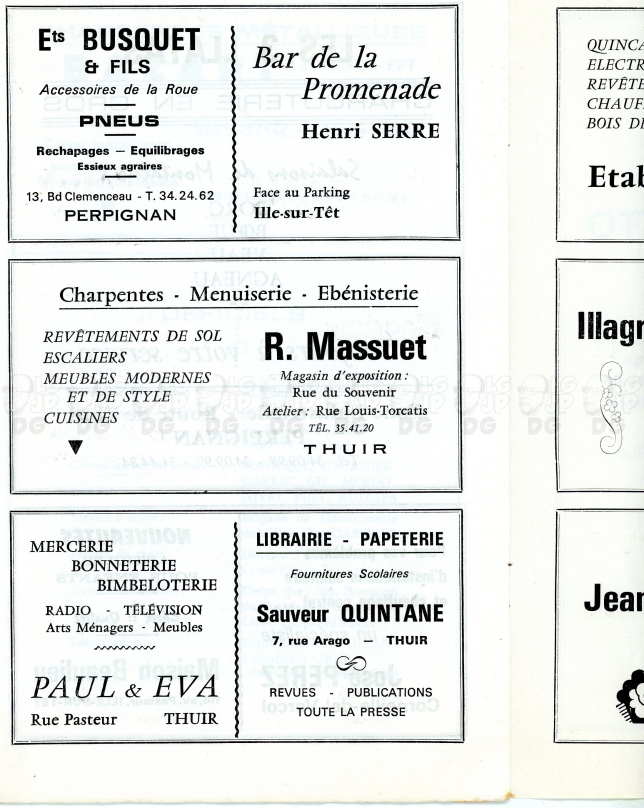 Ets BUSQUET
& FILS
Accessoires de la Roue
PNEUS
Rechapages — Equilibrages
Essieux agraires
13, Bd Clemenceau - T. 34.24.62
PERPIGNAN
Bar de la
Promenade
Henri SERRE
Face au Parking
Ille-sur-Têt
Charpentes - Menuiserie - Ebénisterie
REVÊTEMENTS DE SOL
ESCALIERS
MEUBLES MODERNES
ET DE STYLE
CUISINES
R. Massuet
Magasin d'exposition :
Rue du Souvenir
Atelier : Rue Louis-Torcatis
TÉL. 35.41.20
THUIR
MERCERIE
BONNETERIE
BIMBELOTERIE
RADIO - TÉLÉVISION
Arts Ménagers - Meubles
PAUL & EVA
Rue Pasteur THUIR
LIBRAIRIE - PAPETERIE
Fournitures Scolaires
Sauveur QUINTANE
7, rue Arago — THUIR
REVUES - PUBLICATIONS
TOUTE LA PRESSE
QUINCA
ELECTR
REVÊTE
CHAUF
BOIS D
Etab
Illagr
Jean